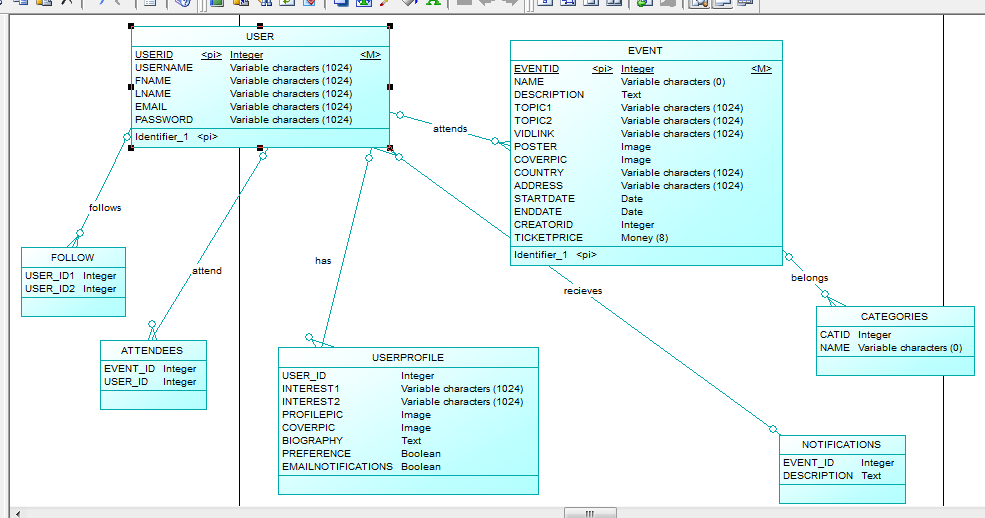 USER
USERID <pi> Integer <M>
USERNAME Variable characters (1024)
FNAME Variable characters (1024)
LNAME Variable characters (1024)
EMAIL Variable characters (1024)
PASSWORD Variable characters (1024)
Identifier_1 <pi>
EVENT
EVENTID <pi> Integer <M>
NAME Variable characters (0)
DESCRIPTION Text
TOPIC1 Variable characters (1024)
TOPIC2 Variable characters (1024)
VIDLINK Variable characters (1024)
POSTER Image
COVERPIC Image
COUNTRY Variable characters (1024)
ADDRESS Variable characters (1024)
STARTDATE Date
ENDDATE Date
CREATORID Integer
TICKETPRICE Money (8)
Identifier_1 <pi>
attends
follows
attend
has
recieves
belongs
FOLLOW
USER_ID1 Integer
USER_ID2 Integer
ATTENDEES
EVENT_ID Integer
USER_ID Integer
USERPROFILE
USER_ID Integer
INTEREST1 Variable characters (1024)
INTEREST2 Variable characters (1024)
PROFILEPIC Image
COVERPIC Image
BIOGRAPHY Text
PREFERENCE Boolean
EMAILNOTIFICATIONS Boolean
CATEGORIES
CATID Integer
NAME Variable characters (0)
NOTIFICATIONS
EVENT_ID Integer
DESCRIPTION Text